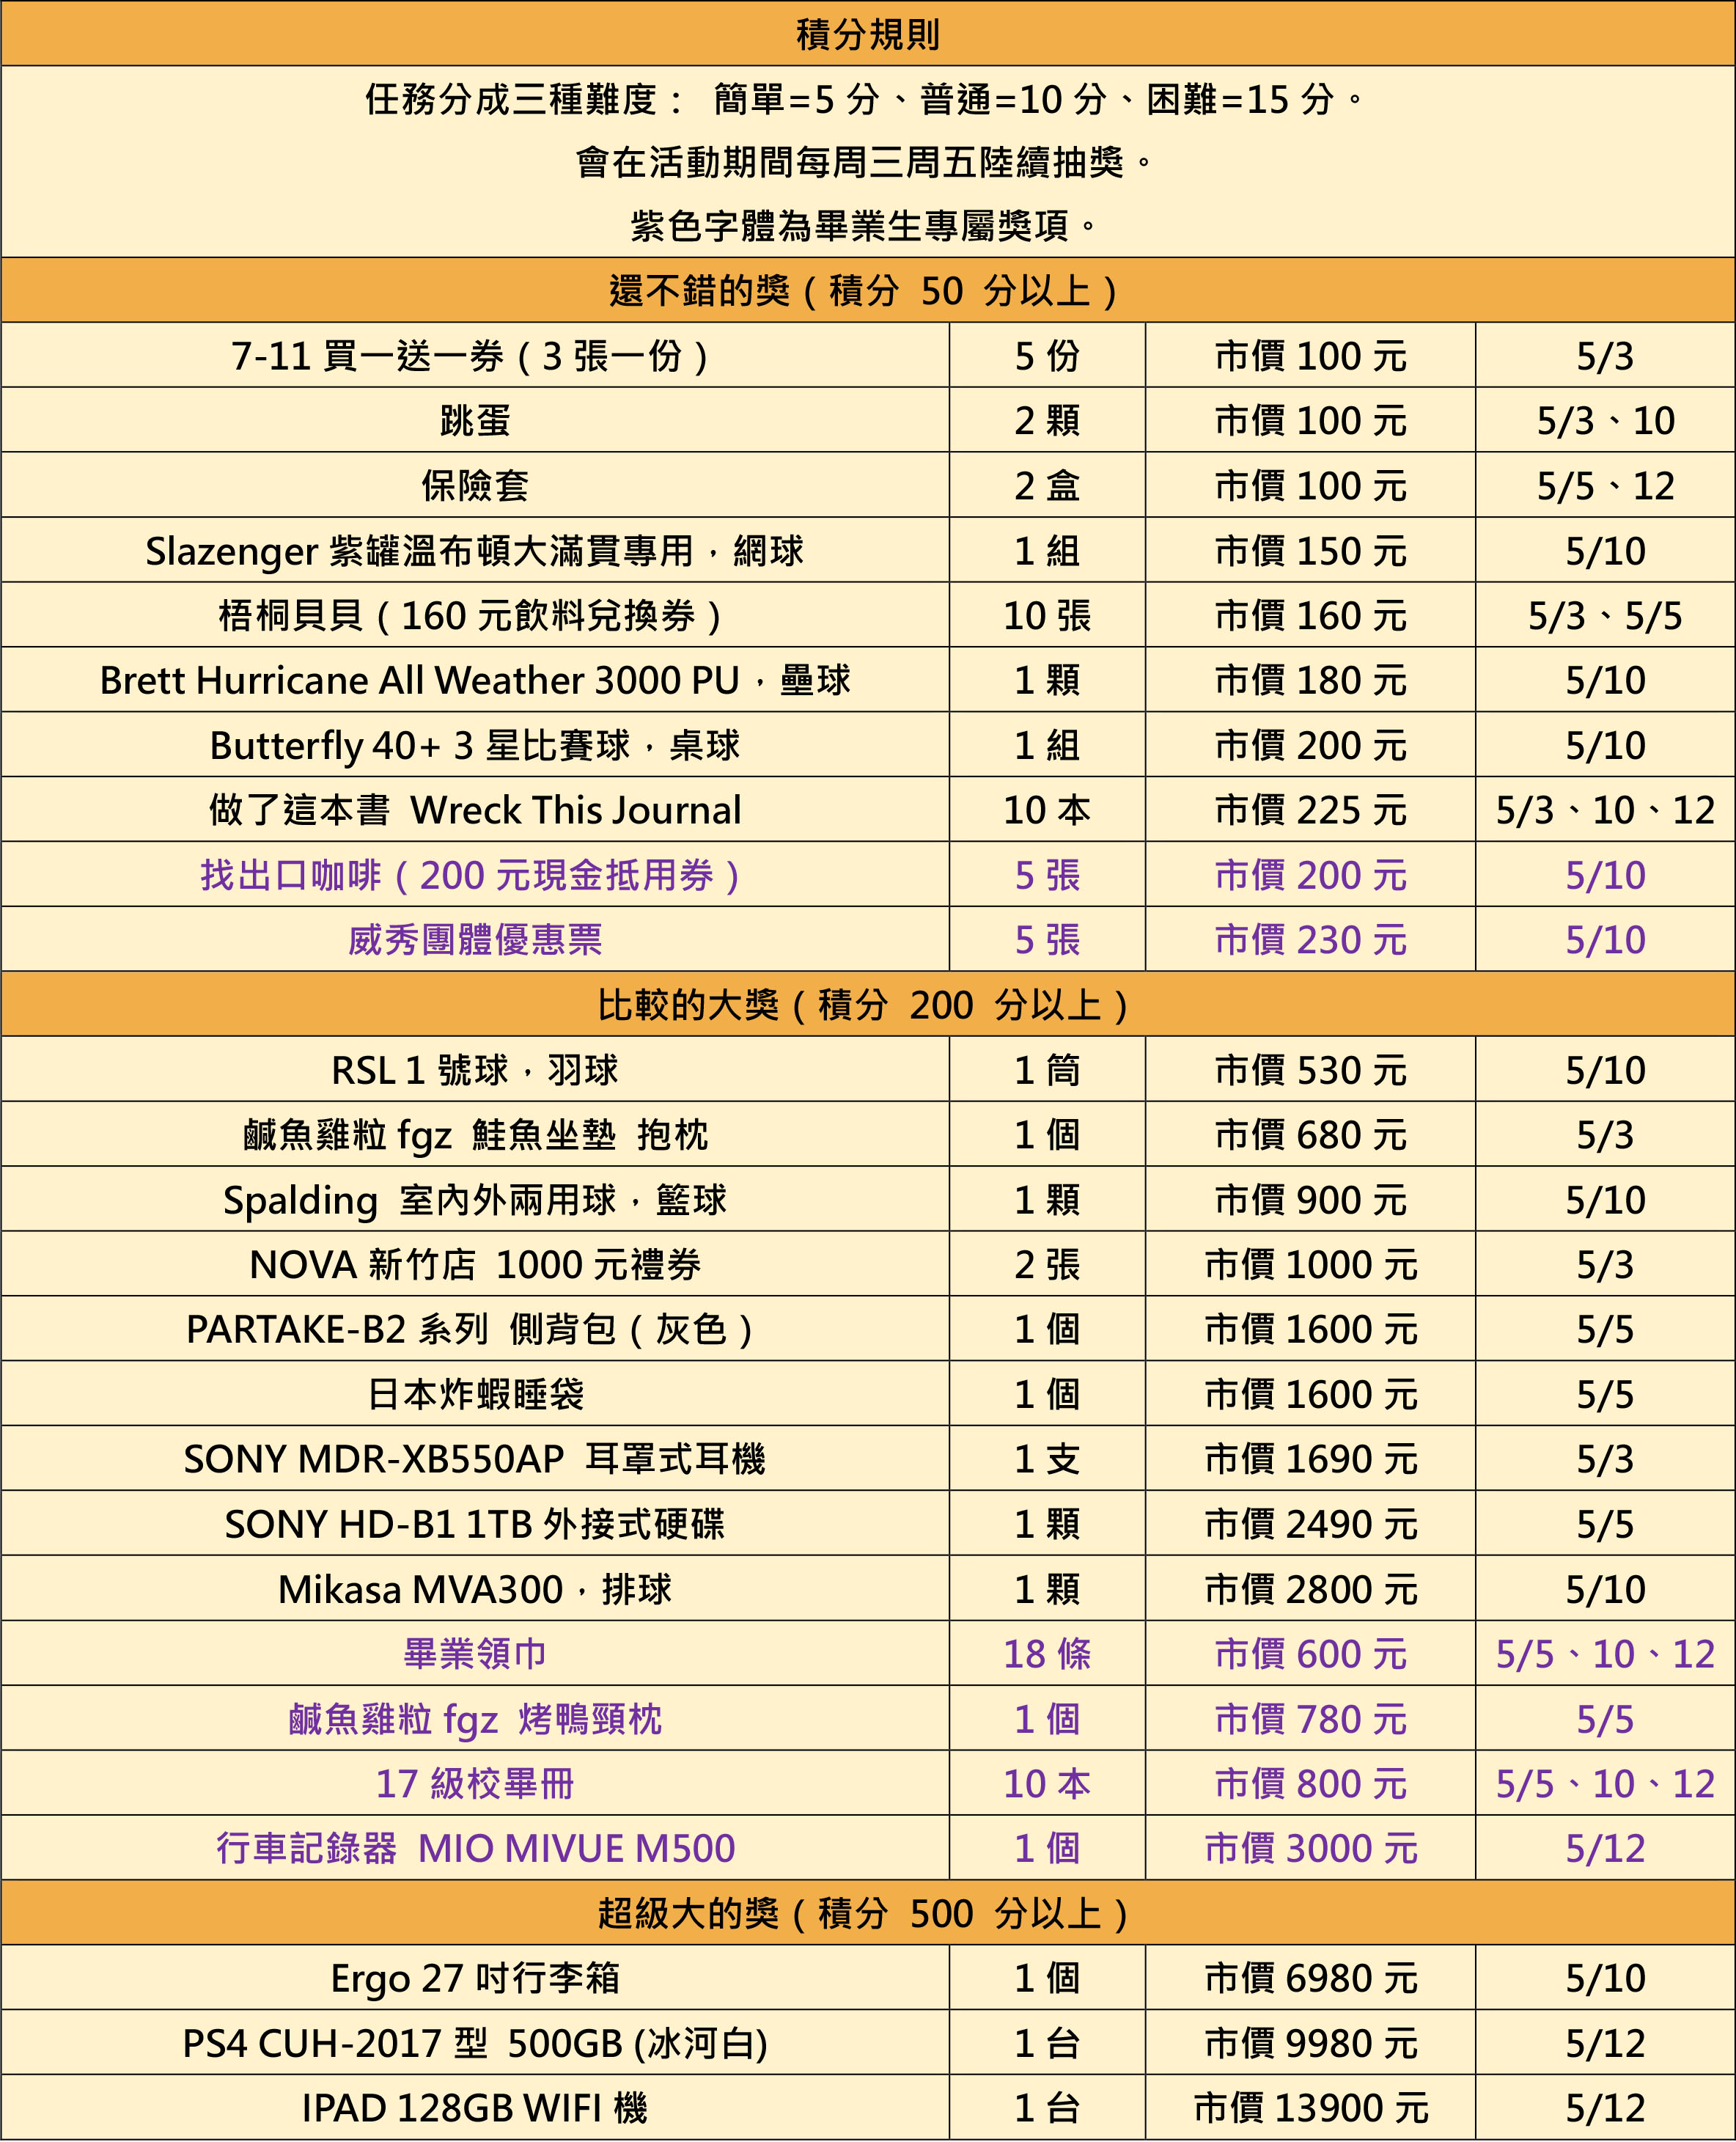 積分規則
任務分成三種難度： 簡單=5 分、普通=10 分、困難=15 分。
會在活動期間每周三周五陸續抽獎。
紫色字體為畢業生專屬獎項。
還不錯的獎（積分 50 分以上）
7-11 買一送一券（3 張一份） 5 份 市價 100 元 5/3
跳蛋 2 顆 市價 100 元 5/3、10
保險套 2 盒 市價 100 元 5/5、12
Slazenger 紫罐溫布頓大滿貫專用，網球 1 組 市價 150 元 5/10
梧桐貝貝（160 元飲料兌換券） 10 張 市價 160 元 5/3、5/5
Brett Hurricane All Weather 3000 PU，壘球 1 顆 市價 180 元 5/10
Butterfly 40+ 3 星比賽球，桌球 1 組 市價 200 元 5/10
做了這本書 Wreck This Journal 10 本 市價 225 元 5/3、10、12
找出口咖啡（200 元現金抵用券） 5 張 市價 200 元 5/10
威秀團體優惠票 5 張 市價 230 元 5/10
比較的大獎（積分 200 分以上）
RSL 1 號球，羽球 1 筒 市價 530 元 5/10
鹹魚雞粒 fgz 鮭魚坐墊 抱枕 1 個 市價 680 元 5/3
Spalding 室內外兩用球，籃球 1 顆 市價 900 元 5/10
NOVA 新竹店 1000 元禮券 2 張 市價 1000 元 5/3
PARTAKE-B2 系列 側背包（灰色） 1 個 市價 1600 元 5/5
日本炸蝦睡袋 1 個 市價 1600 元 5/5
SONY MDR-XB550AP 耳罩式耳機 1 支 市價 1690 元 5/3
SONY HD-B1 1TB 外接式硬碟 1 顆 市價 2490 元 5/5
Mikasa MVA300，排球 1 顆 市價 2800 元 5/10
畢業領巾 18 條 市價 600 元 5/5、10、12
鹹魚雞粒 fgz 烤鴨頸枕 1 個 市價 780 元 5/5
17 級校畢冊 10 本 市價 800 元 5/5、10、12
行車記錄器 MIO MIVUE M500 1 個 市價 3000 元 5/12
超級大的獎（積分 500 分以上）
Ergo 27 吋行李箱 1 個 市價 6980 元 5/10
PS4 CUH-2017 型 500GB (冰河白) 1 台 市價 9980 元 5/12
IPAD 128GB WIFI 機 1 台 市價 13900 元 5/12